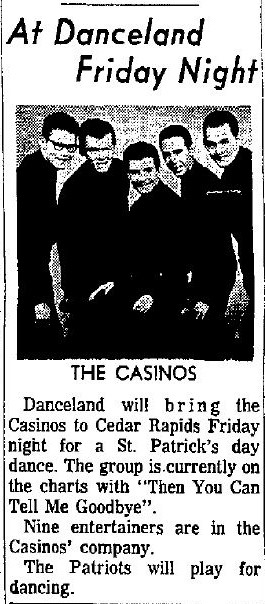 At Danceland
Friday Night
THE CASINOS
Danceland will bring the
Casinos to Cedar Rapids Friday
night for a St. Patrick's day
dance. The group is currently on
the charts with "Then You Can
Tell Me Goodbye".
Nine entertainers are in the
Casinos' company.
The Patriots will play for
dancing.